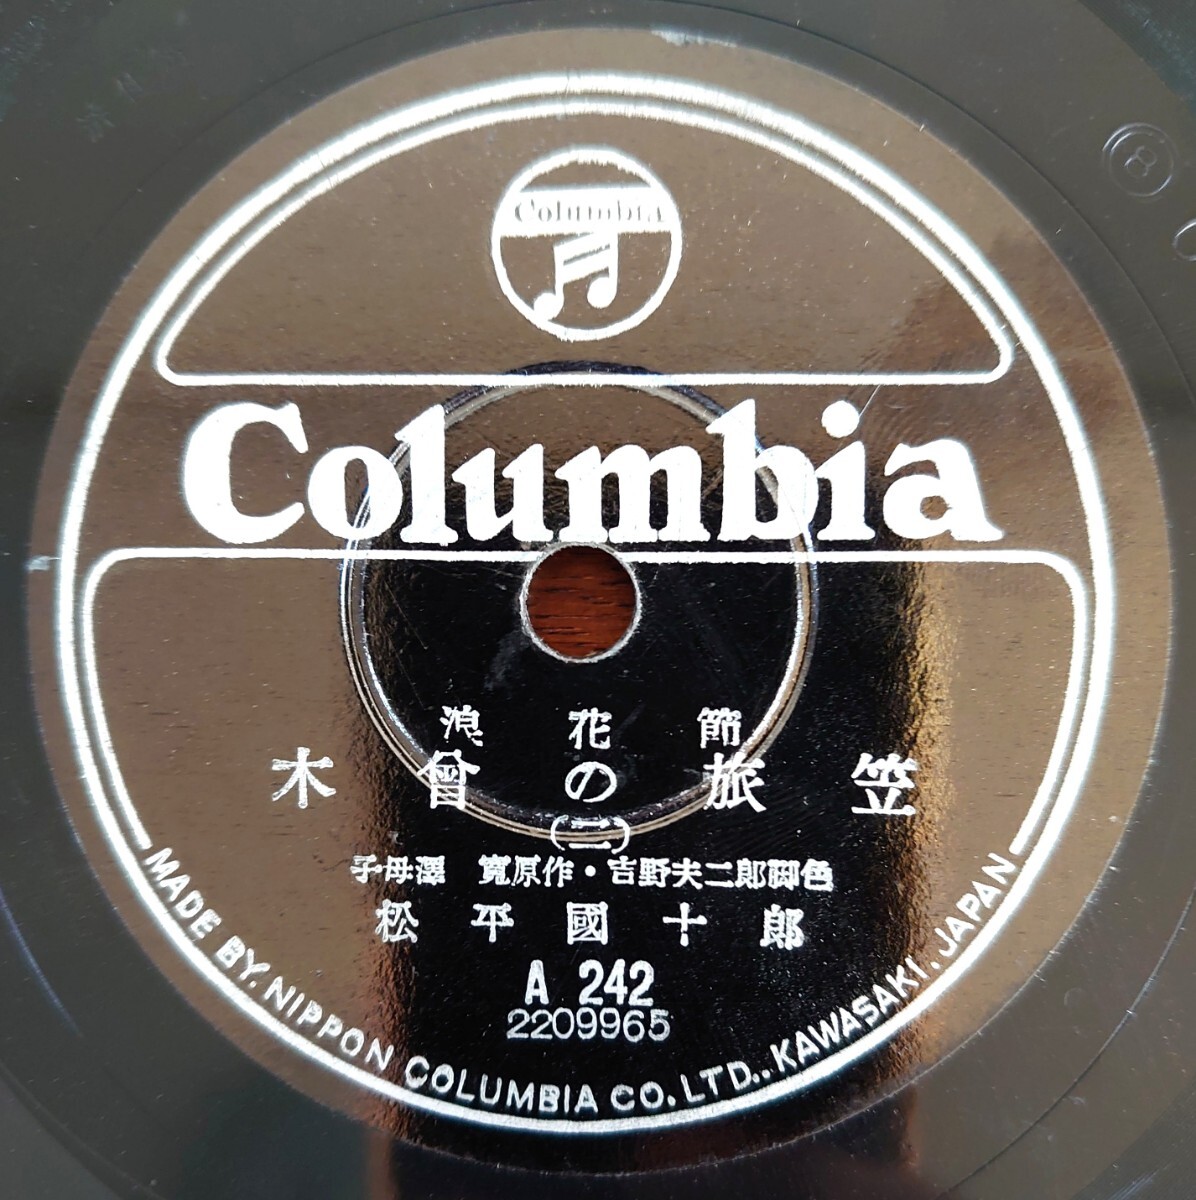 Columbia
Columbia
浪花節
木曾の旅笠
(二)
子母澤 寛原作・吉野夫二郎脚色
松平國十郎
A 242
2209965
MADE BY. NIPPON COLUMBIA CO. LTD., KAWASAKI. JAPAN
8